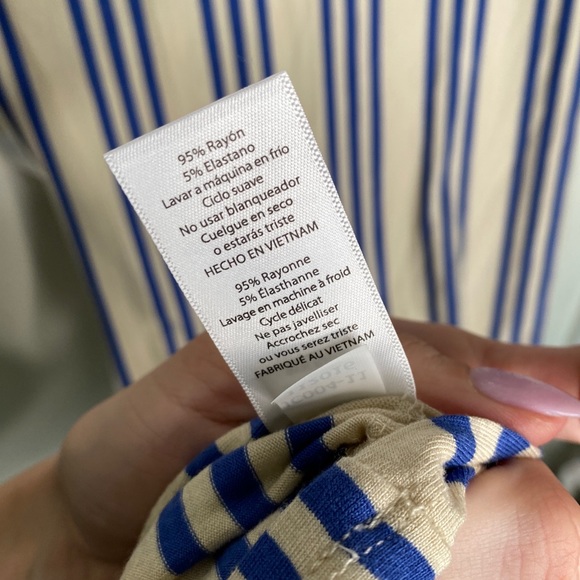 95% Rayón
5% Elastano
Lavar a máquina en frío
Ciclo suave
No usar blanqueador
Cuelgue en seco
o estarás triste
HECHO EN VIETNAM
95% Rayonne
5% Élasthanne
Lavage en machine à froid
Cycle délicat
Ne pas javelliser
Accrochez sec
ou vous serez triste
FABRIQUÉ AU VIETNAM